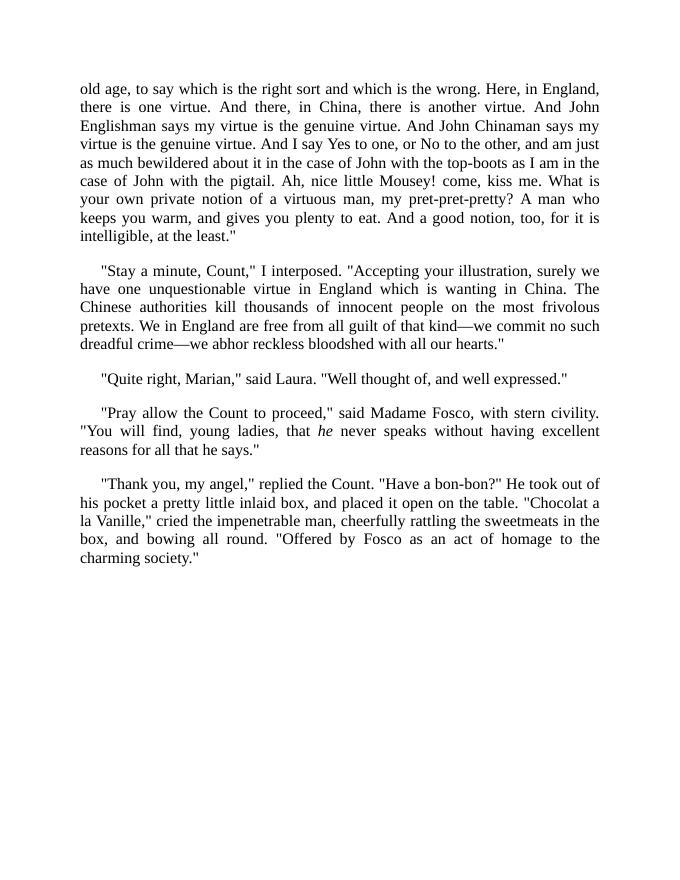 old age, to say which is the right sort and which is the wrong. Here, in England,
there is one virtue. And there, in China, there is another virtue. And John
Englishman says my virtue is the genuine virtue. And John Chinaman says my
virtue is the genuine virtue. And I say Yes to one, or No to the other, and am just
as much bewildered about it in the case of John with the top-boots as I am in the
case of John with the pigtail. Ah, nice little Mousey! come, kiss me. What is
your own private notion of a virtuous man, my pret-pret-pretty? A man who
keeps you warm, and gives you plenty to eat. And a good notion, too, for it is
intelligible, at the least."
"Stay a minute, Count," I interposed. "Accepting your illustration, surely we
have one unquestionable virtue in England which is wanting in China. The
Chinese authorities kill thousands of innocent people on the most frivolous
pretexts. We in England are free from all guilt of that kind—we commit no such
dreadful crime—we abhor reckless bloodshed with all our hearts."
"Quite right, Marian," said Laura. "Well thought of, and well expressed."
"Pray allow the Count to proceed," said Madame Fosco, with stern civility.
"You will find, young ladies, that he never speaks without having excellent
reasons for all that he says."
"Thank you, my angel," replied the Count. "Have a bon-bon?" He took out of
his pocket a pretty little inlaid box, and placed it open on the table. "Chocolat a
la Vanille," cried the impenetrable man, cheerfully rattling the sweetmeats in the
box, and bowing all round. "Offered by Fosco as an act of homage to the
charming society."